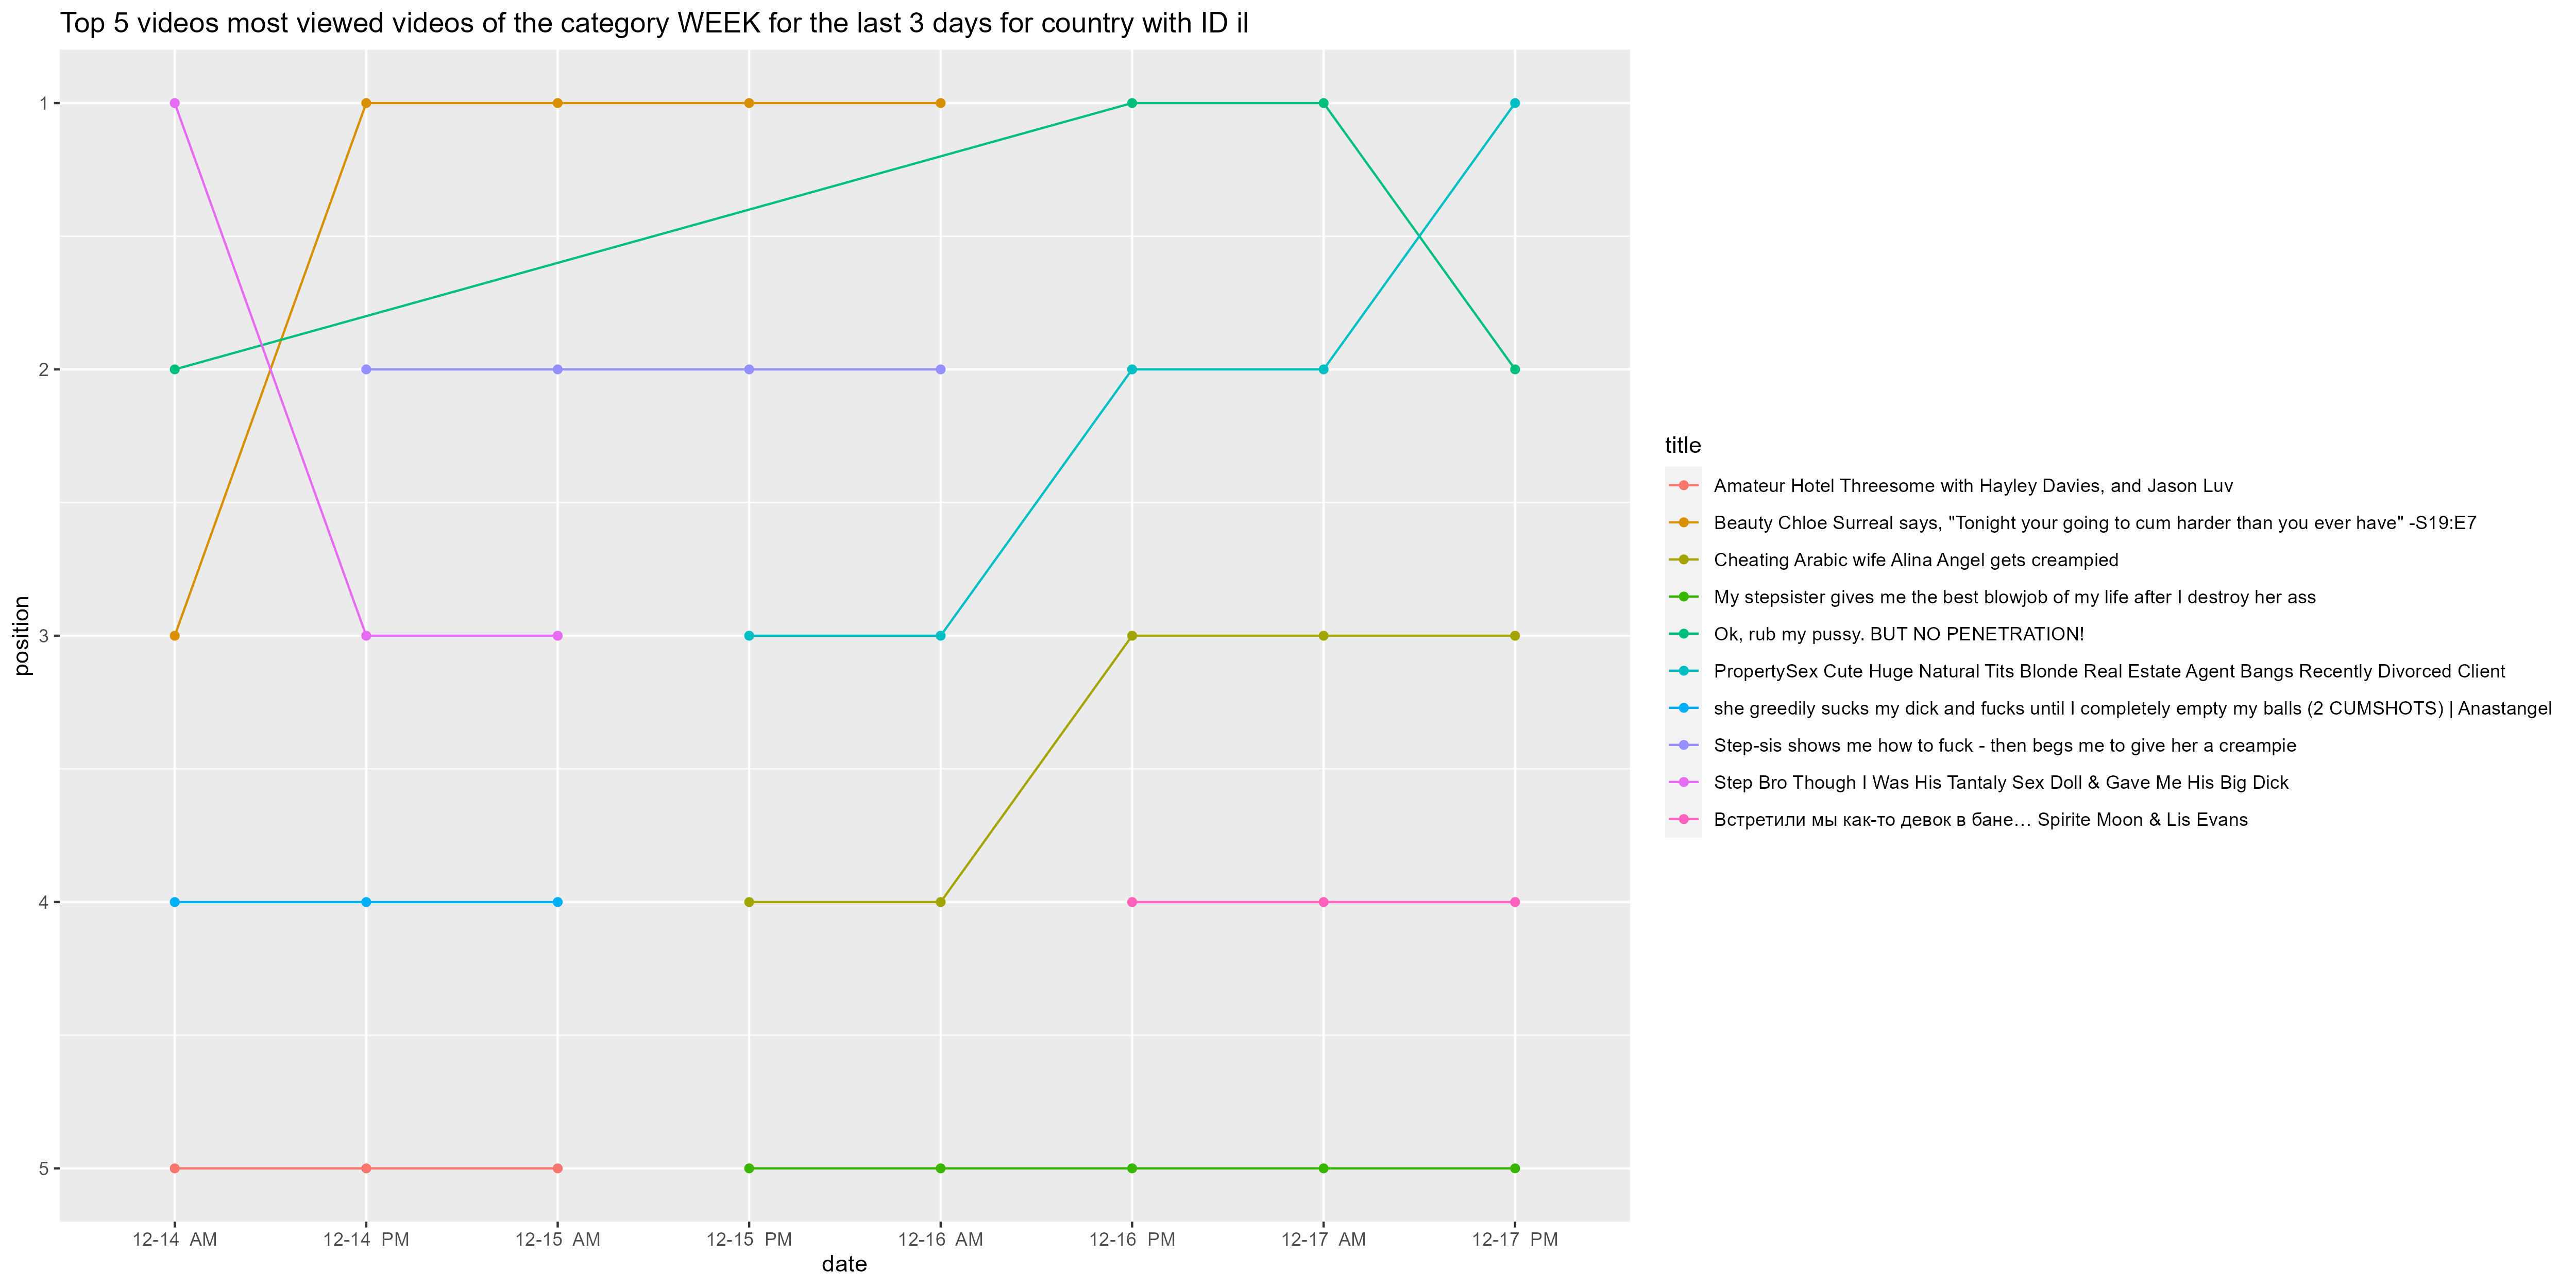 Top 5 videos most viewed videos of the category WEEK for the last 3 days for country with ID il
position
1
2
3
4
5
12-14 AM
12-14 PM
12-15 AM
12-15 PM
12-16 AM
12-16 PM
12-17 AM
12-17 PM
date
title
Amateur Hotel Threesome with Hayley Davies, and Jason Luv
Beauty Chloe Surreal says, "Tonight your going to cum harder than you ever have" -S19:E7
Cheating Arabic wife Alina Angel gets creampied
My stepsister gives me the best blowjob of my life after I destroy her ass
Ok, rub my pussy. BUT NO PENETRATION!
PropertySex Cute Huge Natural Tits Blonde Real Estate Agent Bangs Recently Divorced Client
she greedily sucks my dick and fucks until I completely empty my balls (2 CUMSHOTS) | Anastangel
Step-sis shows me how to fuck - then begs me to give her a creampie
Step Bro Though I Was His Tantaly Sex Doll & Gave Me His Big Dick
Встретили мы как-то девок в бане… Spirite Moon & Lis Evans